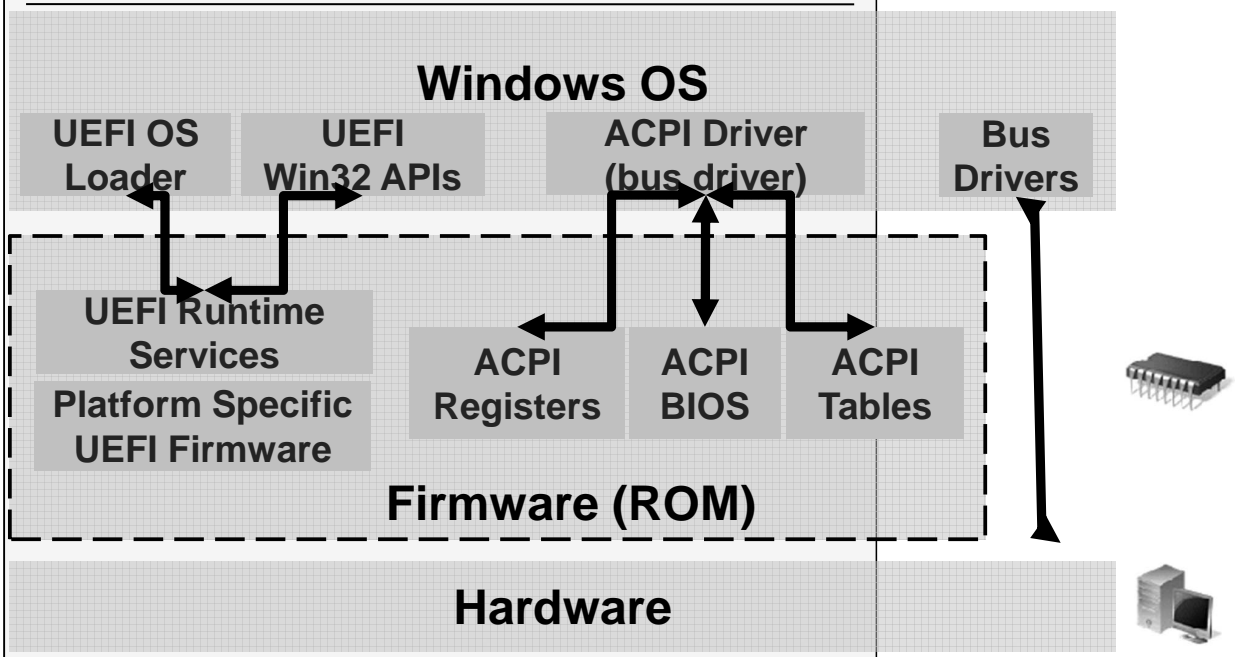 Windows OS
UEFI OS
Loader
UEFI
Win32 APIs
ACPI Driver
(bus driver)
Bus
Drivers
UEFI Runtime
Services
Platform Specific
UEFI Firmware
ACPI
Registers
ACPI
BIOS
ACPI
Tables
Firmware (ROM)
Hardware